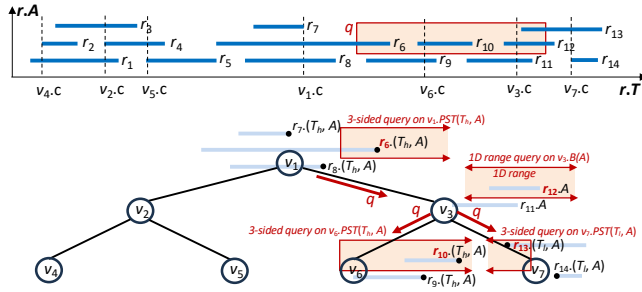 r.A
q
r₃
r₇
r₁₃
r₂
r₄
r₆
r₁₀
r₁₂
r₁
r₅
r₈
r₉
r₁₁
r₁₄
v₄.c
v₂.c
v₅.c
v₁.c
v₆.c
v₃.c
v₇.c
r.T
3-sided query on v₁.PST(Tₕ, A)
r₇.(Tₕ, A)
r₆.(Tₕ, A)
r₈.(Tₕ, A)
v₁
q
1D range query on v₃.B(A)
1D range
r₁₂.A
r₁₁.A
v₂
v₃
q
q
3-sided query on v₆.PST(Tₕ, A)
3-sided query on v₇.PST(Tₗ, A)
r₁₃.(Tₗ, A)
r₁₀.(Tₕ, A)
r₉.(Tₕ, A)
r₁₄.(Tₗ, A)
v₄
v₅
v₆
v₇